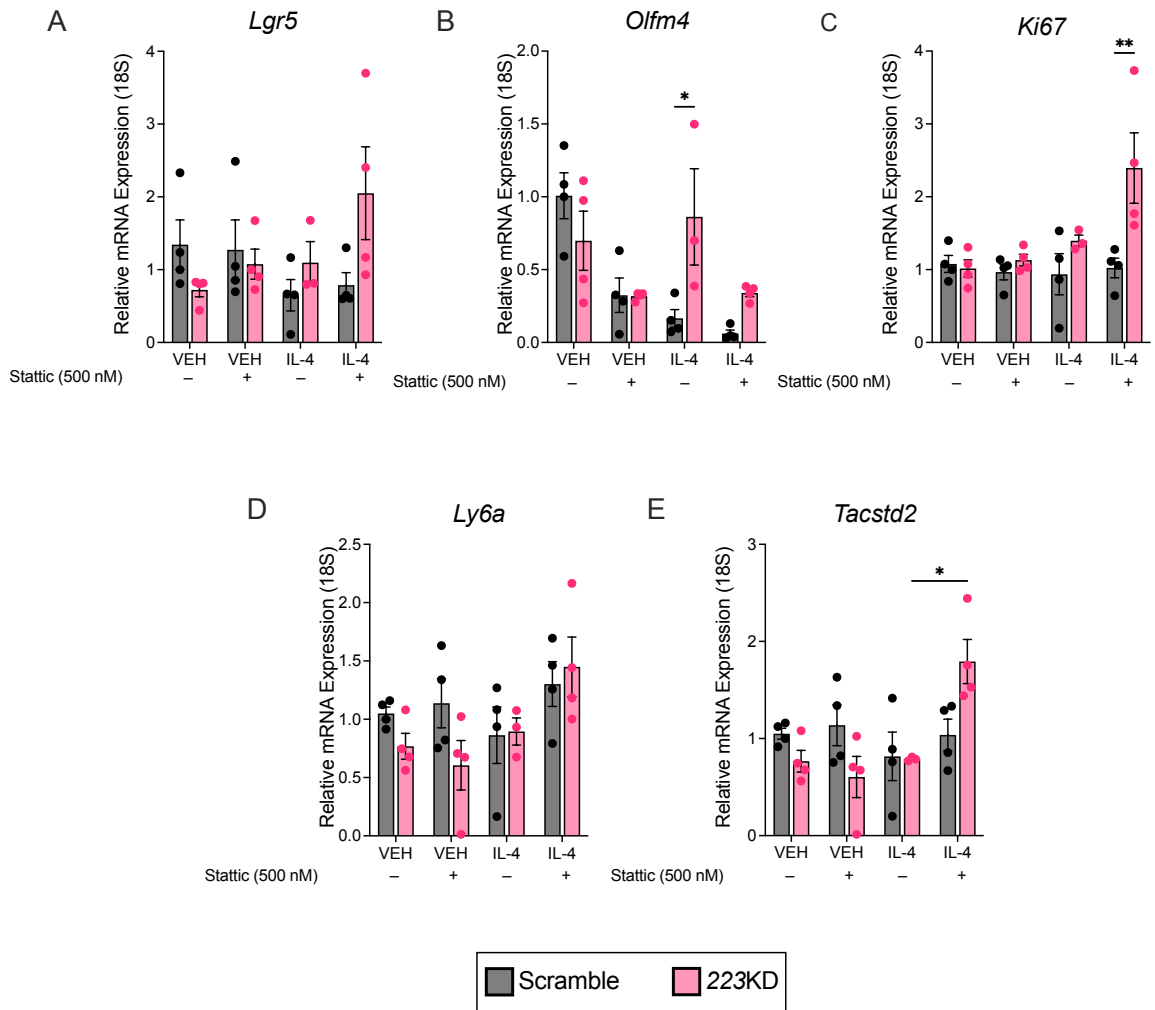 A
Lgr5
Relative mRNA Expression (18S)
4
3
2
1
0
VEH VEH IL-4 IL-4
Stattic (500 nM) – + – +
B
Olfm4
Relative mRNA Expression (18S)
2.0
1.5
1.0
0.5
0.0
*
VEH VEH IL-4 IL-4
Stattic (500 nM) – + – +
C
Ki67
Relative mRNA Expression (18S)
4
3
2
1
0
**
VEH VEH IL-4 IL-4
Stattic (500 nM) – + – +
D
Ly6a
Relative mRNA Expression (18S)
2.5
2.0
1.5
1.0
0.5
0.0
VEH VEH IL-4 IL-4
Stattic (500 nM) – + – +
E
Tacstd2
Relative mRNA Expression (18S)
3
2
1
0
*
VEH VEH IL-4 IL-4
Stattic (500 nM) – + – +
Scramble 223KD